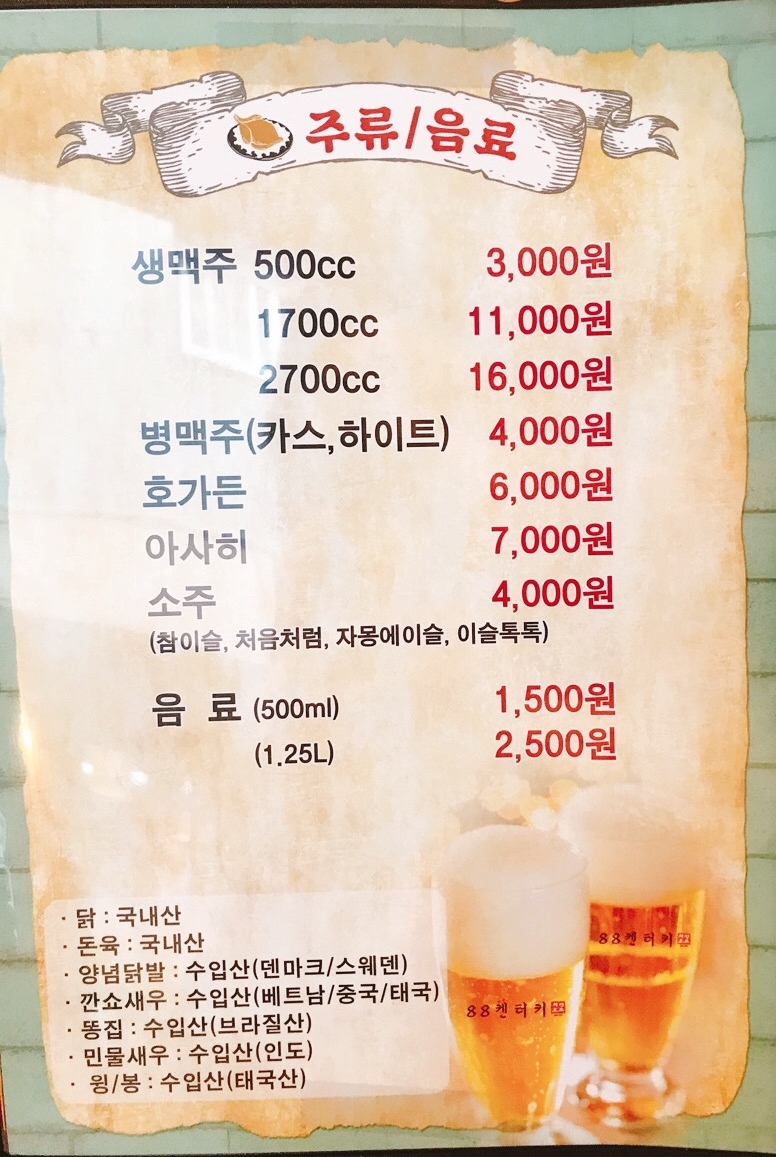 주류/음료
생맥주 500cc 3,000원
1700cc 11,000원
2700cc 16,000원
병맥주(카스,하이트) 4,000원
호가든 6,000원
아사히 7,000원
소주 4,000원
(참이슬, 처음처럼, 자몽에이슬, 이슬톡톡)
음 료 (500ml) 1,500원
(1.25L) 2,500원
· 닭 : 국내산
· 돈육 : 국내산
· 양념닭발 : 수입산(덴마크/스웨덴)
· 깐쇼새우 : 수입산(베트남/중국/태국)
· 똥집 : 수입산(브라질산)
· 민물새우 : 수입산(인도)
· 윙/봉 : 수입산(태국산)
88켄터키
88켄터키